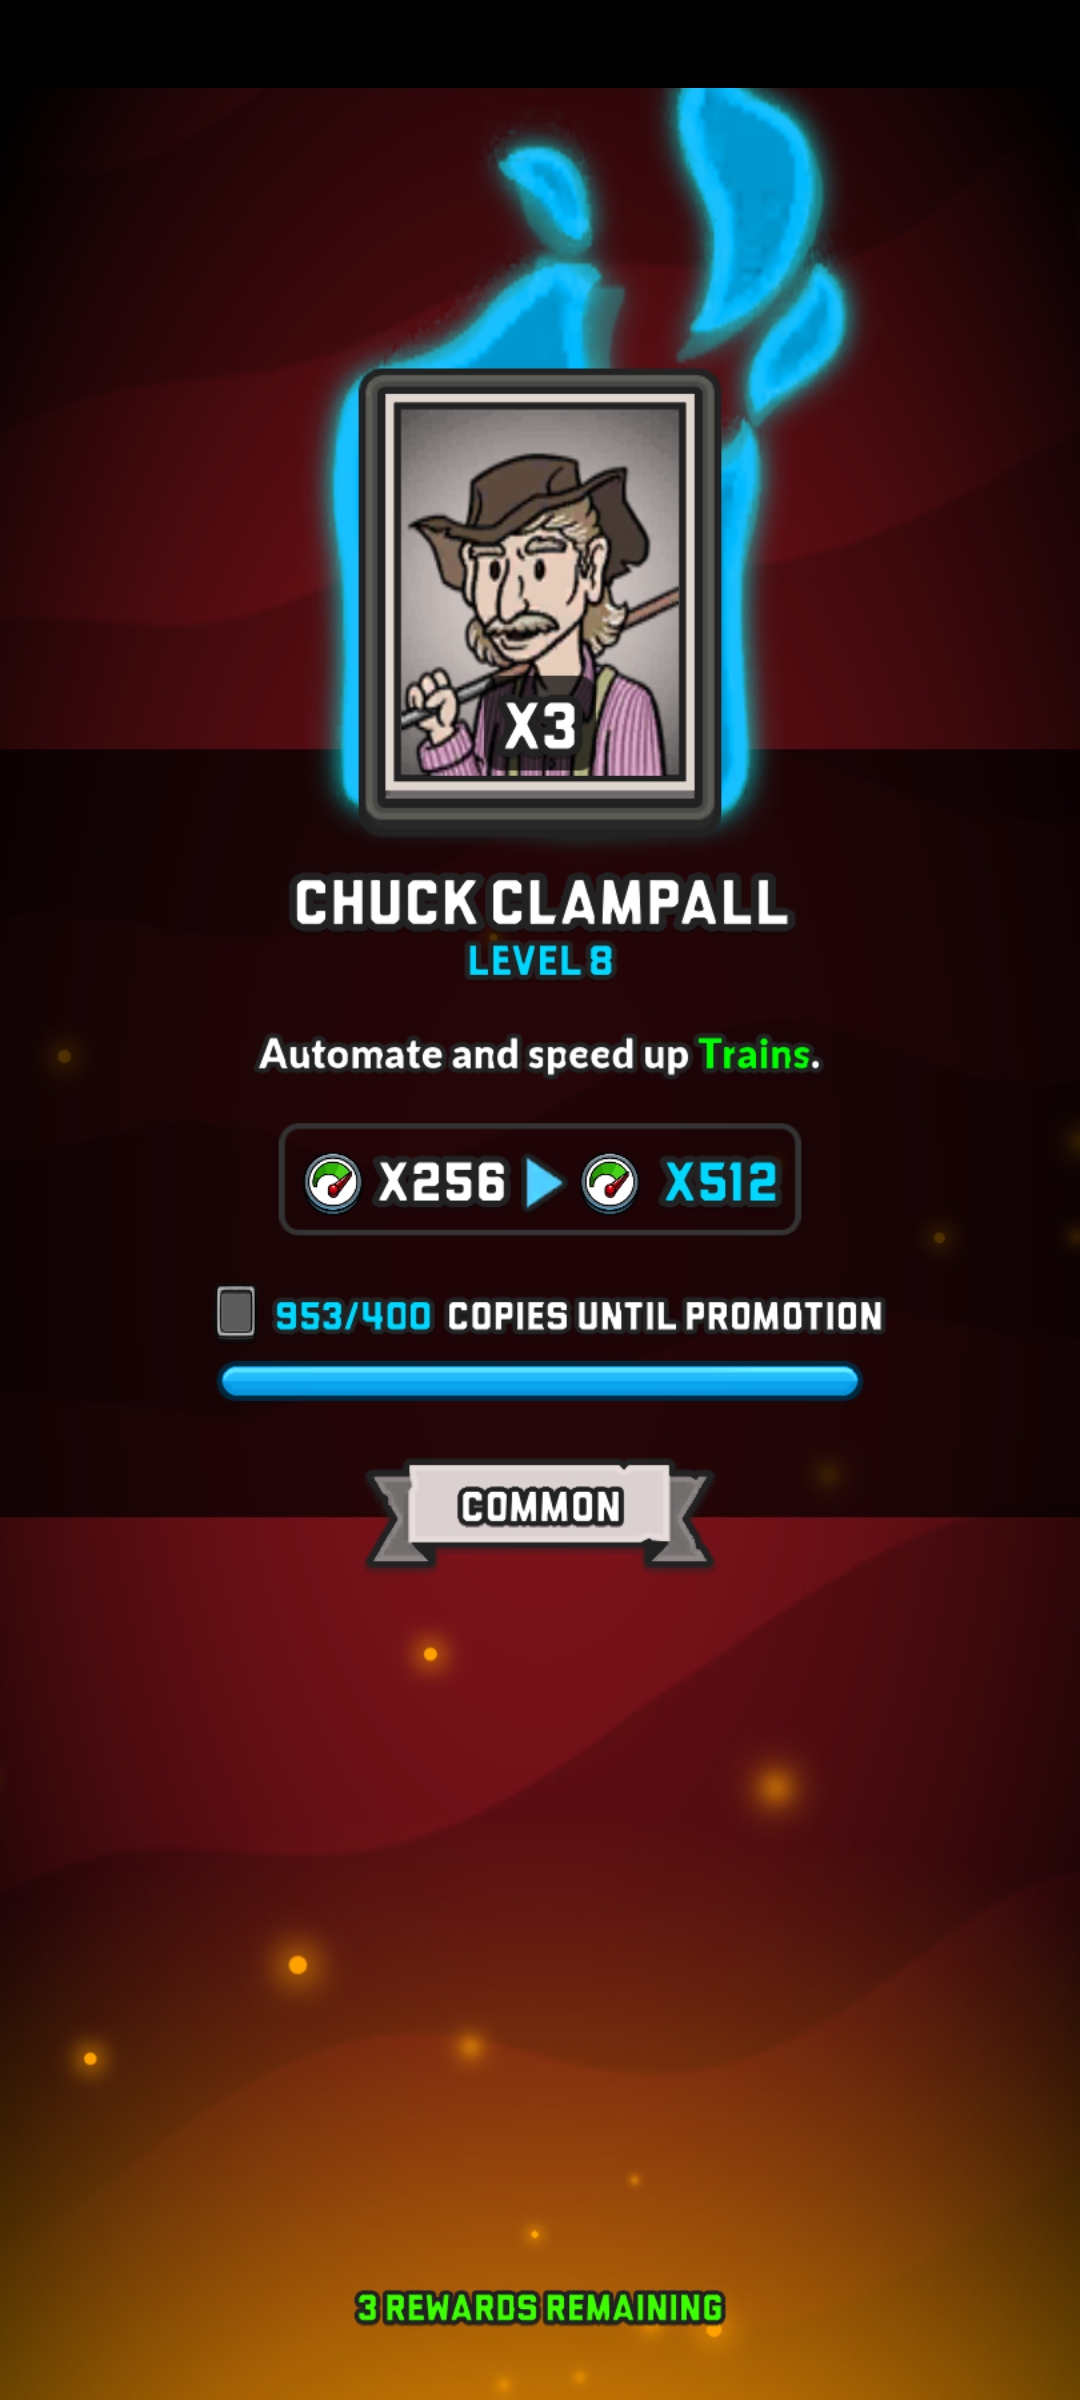 X3
CHUCK CLAMPALL
LEVEL 8
Automate and speed up Trains.
X256 X512
953/400 COPIES UNTIL PROMOTION
COMMON
3 REWARDS REMAINING